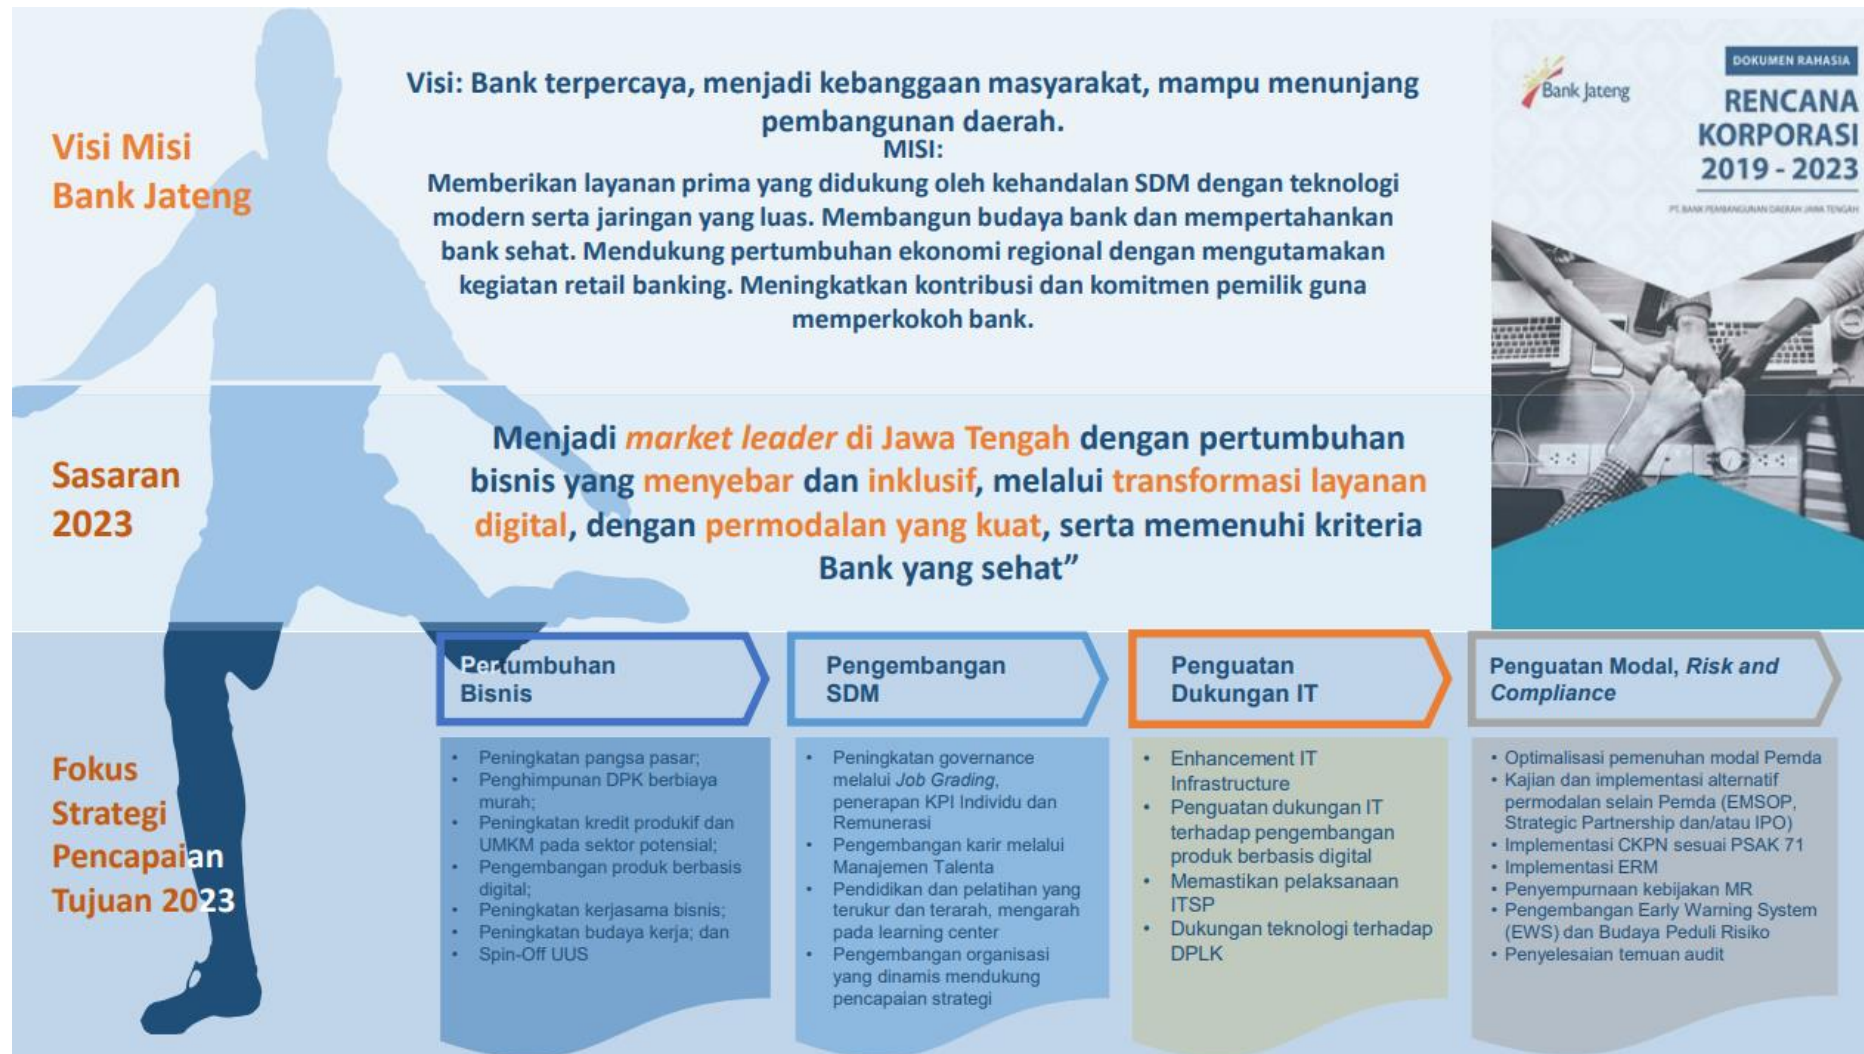 Visi Misi
Bank Jateng
Visi: Bank terpercaya, menjadi kebanggaan masyarakat, mampu menunjang
pembangunan daerah.
MISI:
Memberikan layanan prima yang didukung oleh kehandalan SDM dengan teknologi
modern serta jaringan yang luas. Membangun budaya bank dan mempertahankan
bank sehat. Mendukung pertumbuhan ekonomi regional dengan mengutamakan
kegiatan retail banking. Meningkatkan kontribusi dan komitmen pemilik guna
memperkokoh bank.
Bank Jateng
DOKUMEN RAHASIA
RENCANA
KORPORASI
2019 - 2023
PT. BANK PEMBANGUNAN DAERAH JAWA TENGAH
Sasaran
2023
Menjadi market leader di Jawa Tengah dengan pertumbuhan
bisnis yang menyebar dan inklusif, melalui transformasi layanan
digital, dengan permodalan yang kuat, serta memenuhi kriteria
Bank yang sehat”
Fokus
Strategi
Pencapaian
Tujuan 2023
Pertumbuhan
Bisnis
• Peningkatan pangsa pasar;
• Penghimpunan DPK berbiaya
murah;
• Peningkatan kredit produkif dan
UMKM pada sektor potensial;
• Pengembangan produk berbasis
digital;
• Peningkatan kerjasama bisnis;
• Peningkatan budaya kerja; dan
• Spin-Off UUS
Pengembangan
SDM
• Peningkatan governance
melalui Job Grading,
penerapan KPI Individu dan
Remunerasi
• Pengembangan karir melalui
Manajemen Talenta
• Pendidikan dan pelatihan yang
terukur dan terarah, mengarah
pada learning center
• Pengembangan organisasi
yang dinamis mendukung
pencapaian strategi
Penguatan
Dukungan IT
• Enhancement IT
Infrastructure
• Penguatan dukungan IT
terhadap pengembangan
produk berbasis digital
• Memastikan pelaksanaan
ITSP
• Dukungan teknologi terhadap
DPLK
Penguatan Modal, Risk and
Compliance
• Optimalisasi pemenuhan modal Pemda
• Kajian dan implementasi alternatif
permodalan selain Pemda (EMSOP,
Strategic Partnership dan/atau IPO)
• Implementasi CKPN sesuai PSAK 71
• Implementasi ERM
• Penyempurnaan kebijakan MR
• Pengembangan Early Warning System
(EWS) dan Budaya Peduli Risiko
• Penyelesaian temuan audit